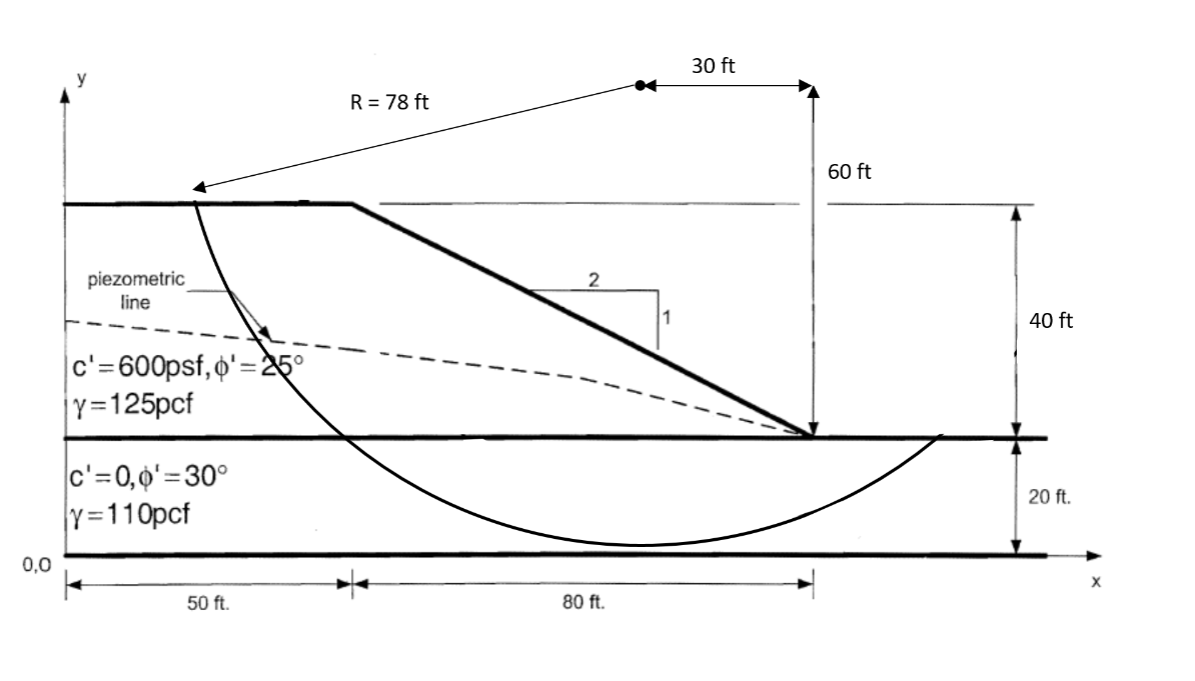 y
30 ft
R = 78 ft
60 ft
piezometric
line
2
1
40 ft
c'=600psf,ϕ'=25°
γ=125pcf
c'=0,ϕ'=30°
γ=110pcf
20 ft.
0,0
x
50 ft.
80 ft.